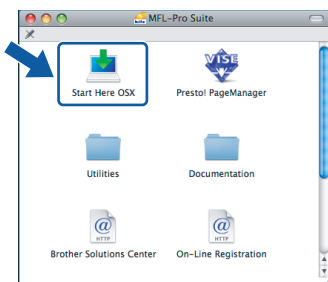 MFL-Pro Suite
VISE
Start Here OSX
Presto! PageManager
Utilities
Documentation
@
HTTP
@
HTTP
Brother Solutions Center
On-Line Registration